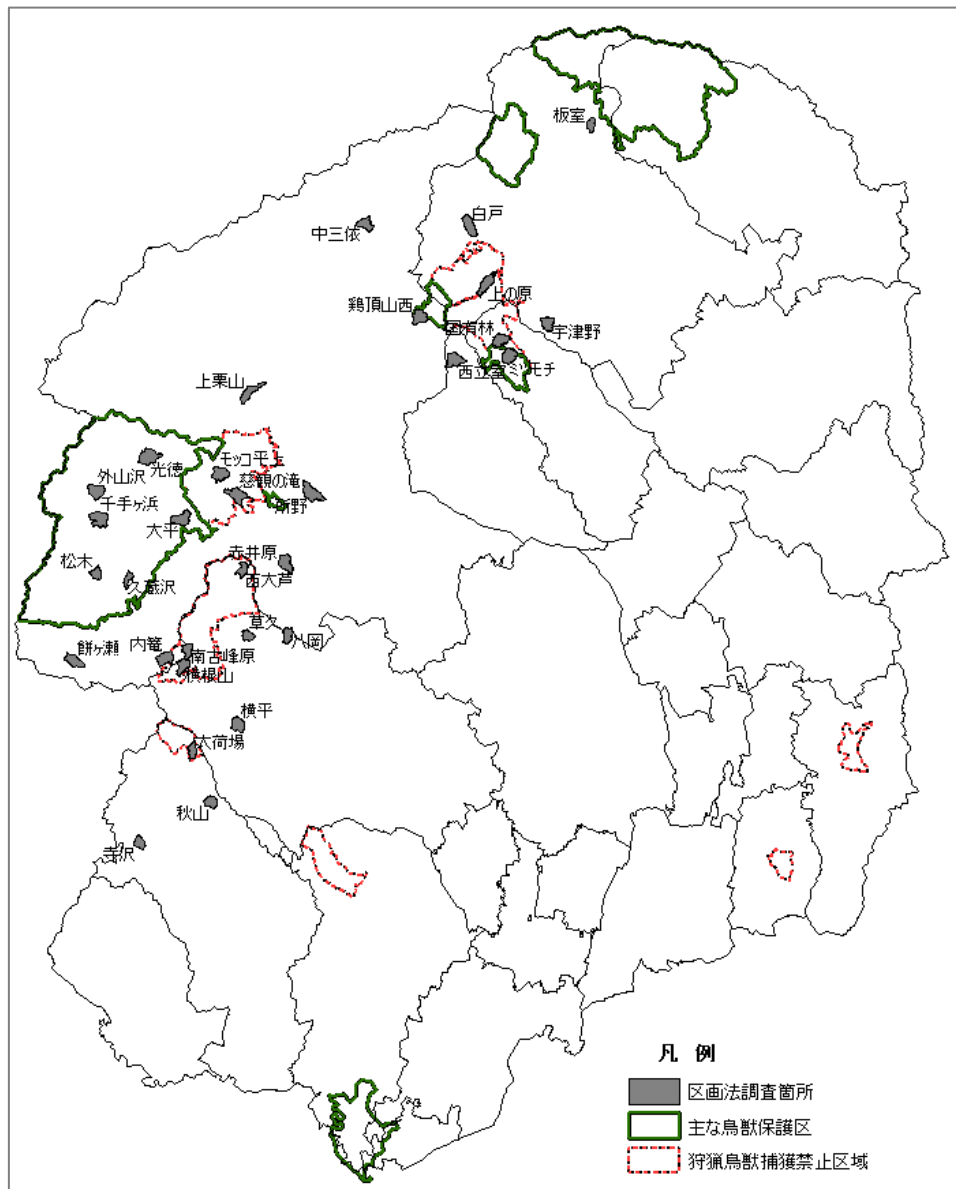 板室
白戸
中三依
上の原
鶏頂山西
国有林
宇津野
西立室
ミツモチ
上栗山
モッコ平上
光徳
外山沢
慈観の滝
千手ヶ浜
所野
大平
赤井原
松木
西大芦
久蔵沢
草久
入岡
内篭
餅ヶ瀬
南古峰原
横根山
横平
大荷場
秋山
寺沢
凡 例
区画法調査箇所
主な鳥獣保護区
狩猟鳥獣捕獲禁止区域